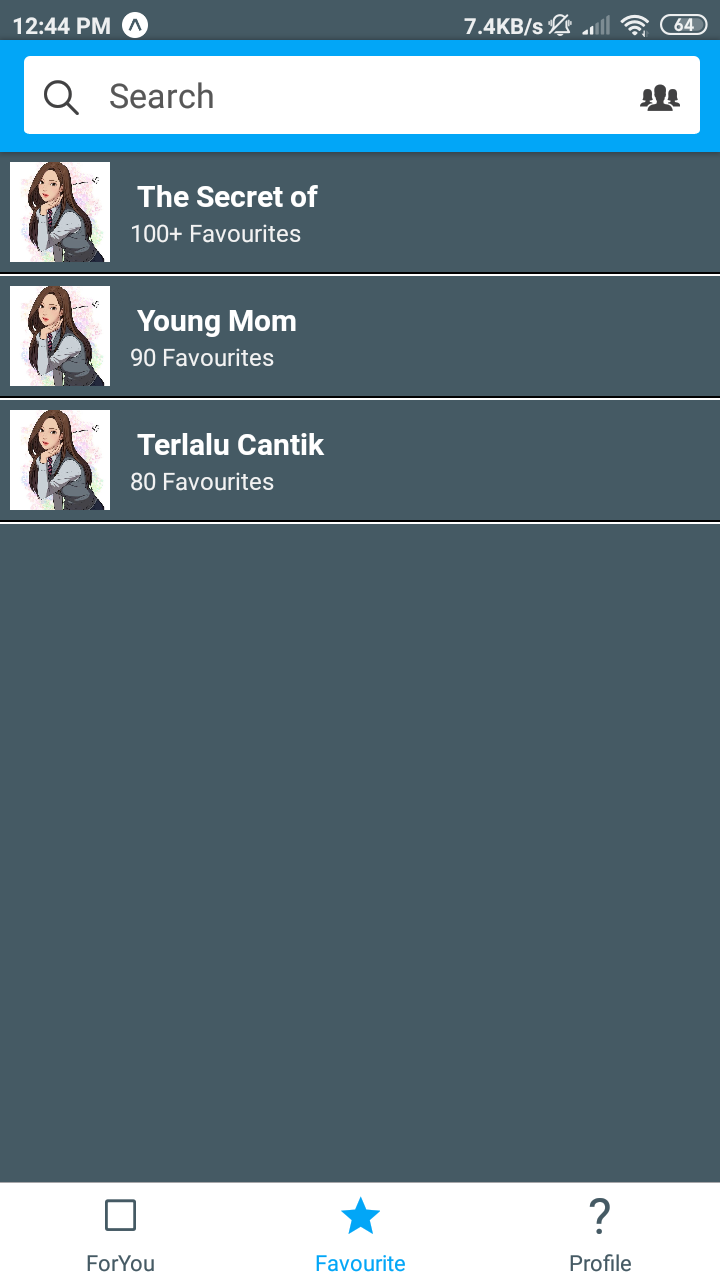 12:44 PM
7.4KB/s
64
Search
The Secret of
100+ Favourites
Young Mom
90 Favourites
Terlalu Cantik
80 Favourites
ForYou
Favourite
Profile